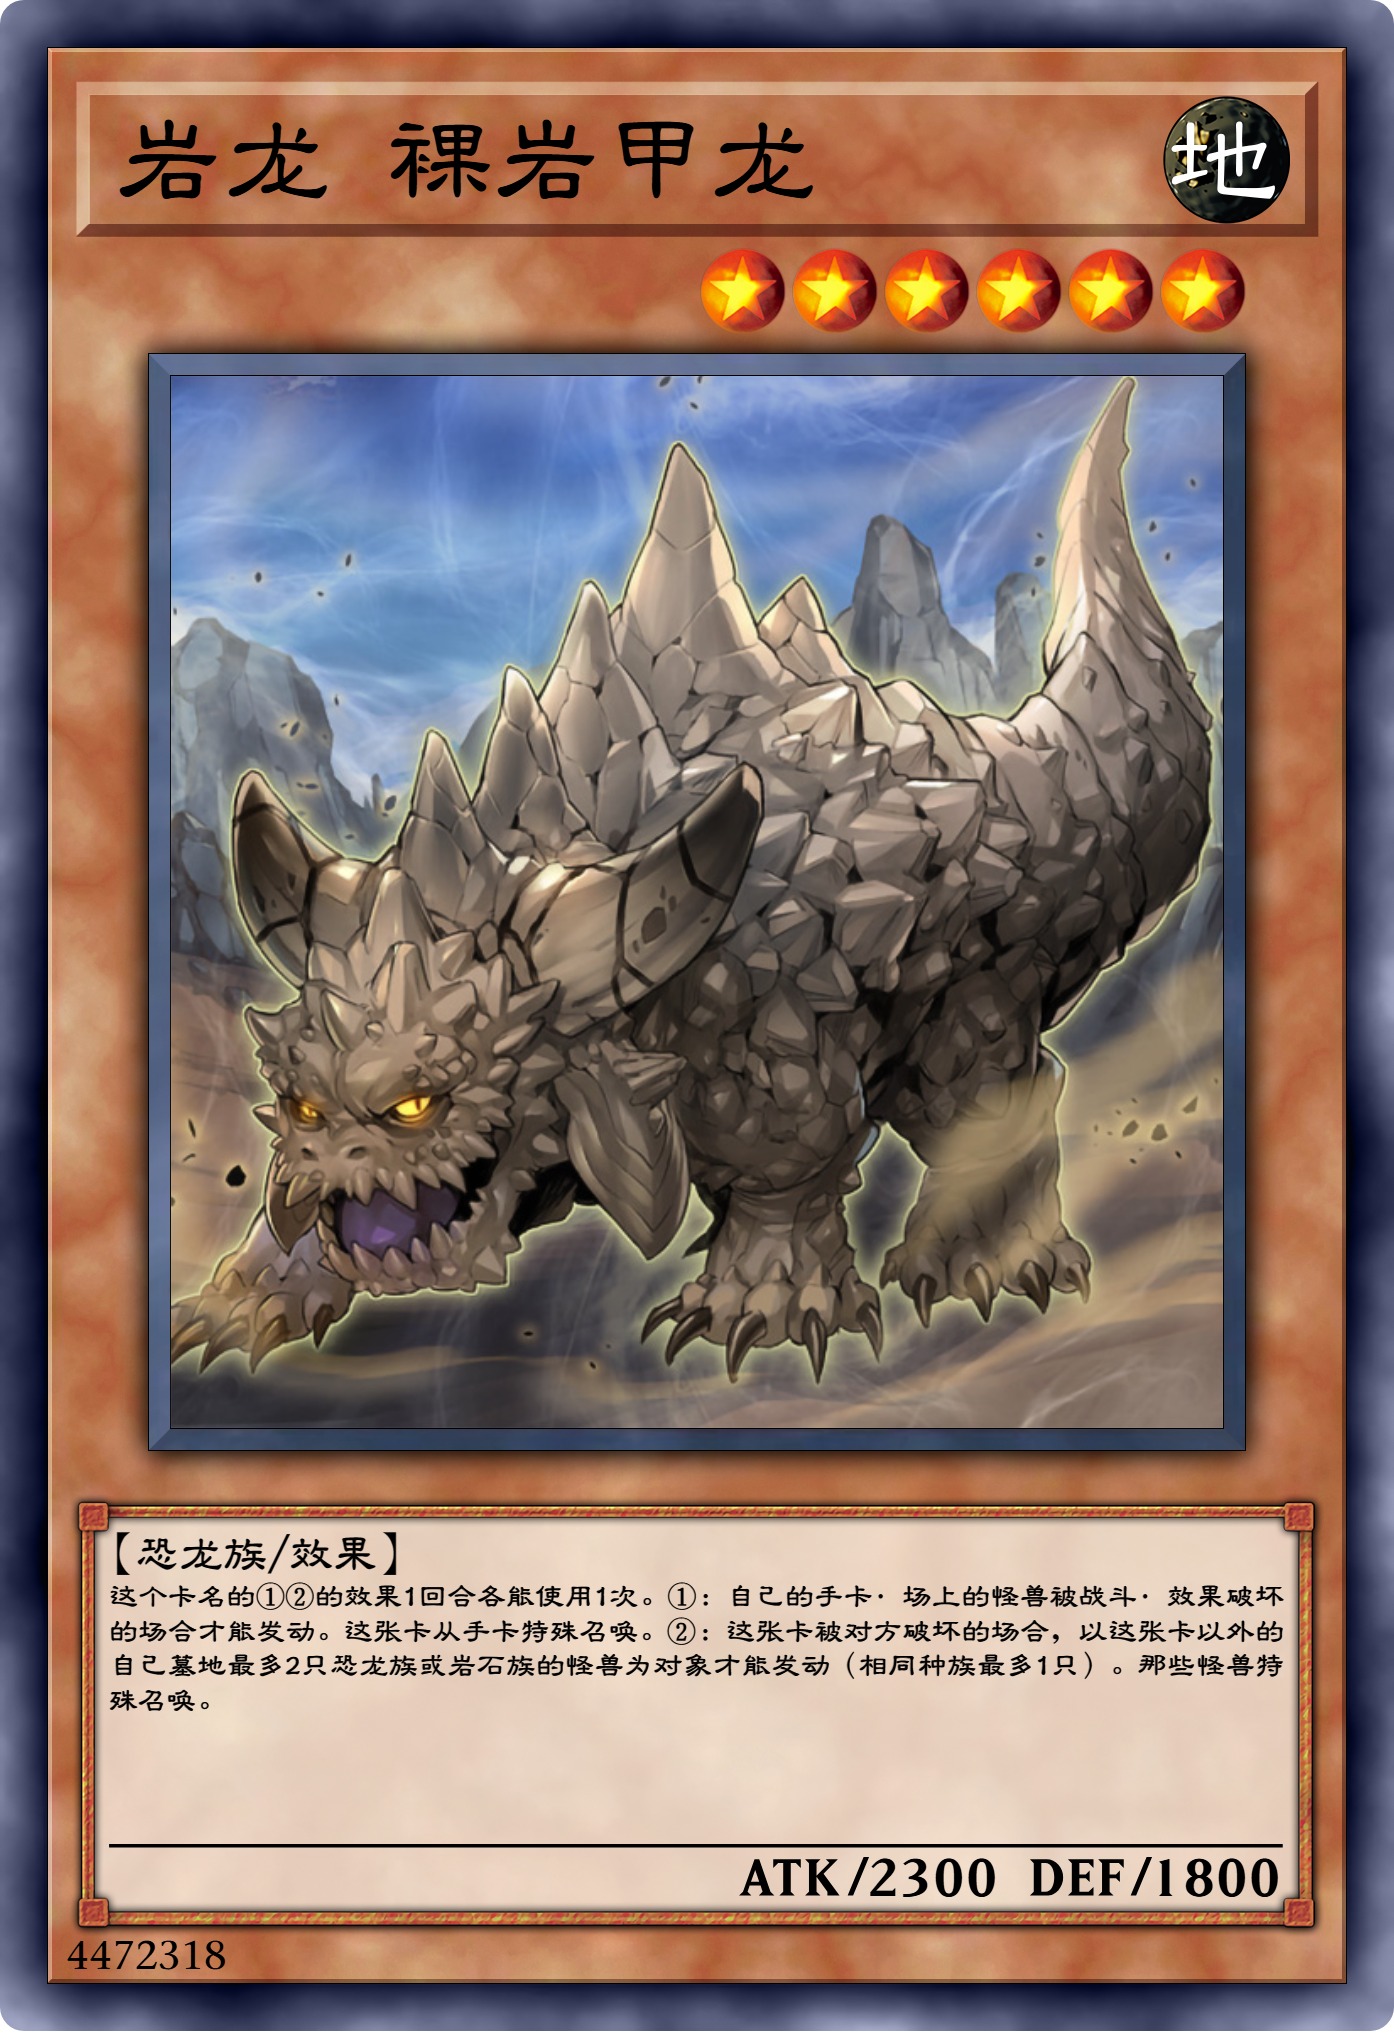 岩龙 裸岩甲龙
地
【恐龙族/效果】
这个卡名的①②的效果1回合各能使用1次。①：自己的手卡·场上的怪兽被战斗·效果破坏
的场合才能发动。这张卡从手卡特殊召唤。②：这张卡被对方破坏的场合，以这张卡以外的
自己墓地最多2只恐龙族或岩石族的怪兽为对象才能发动（相同种族最多1只）。那些怪兽特
殊召唤。
ATK/2300 DEF/1800
4472318